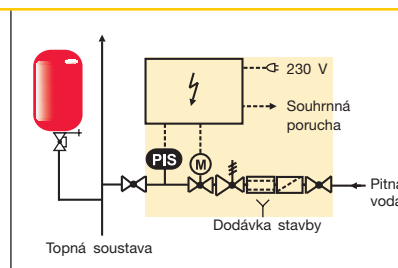 230 V
Souhrnná
porucha
PIS
M
Pitná
voda
Dodávka stavby
Topná soustava